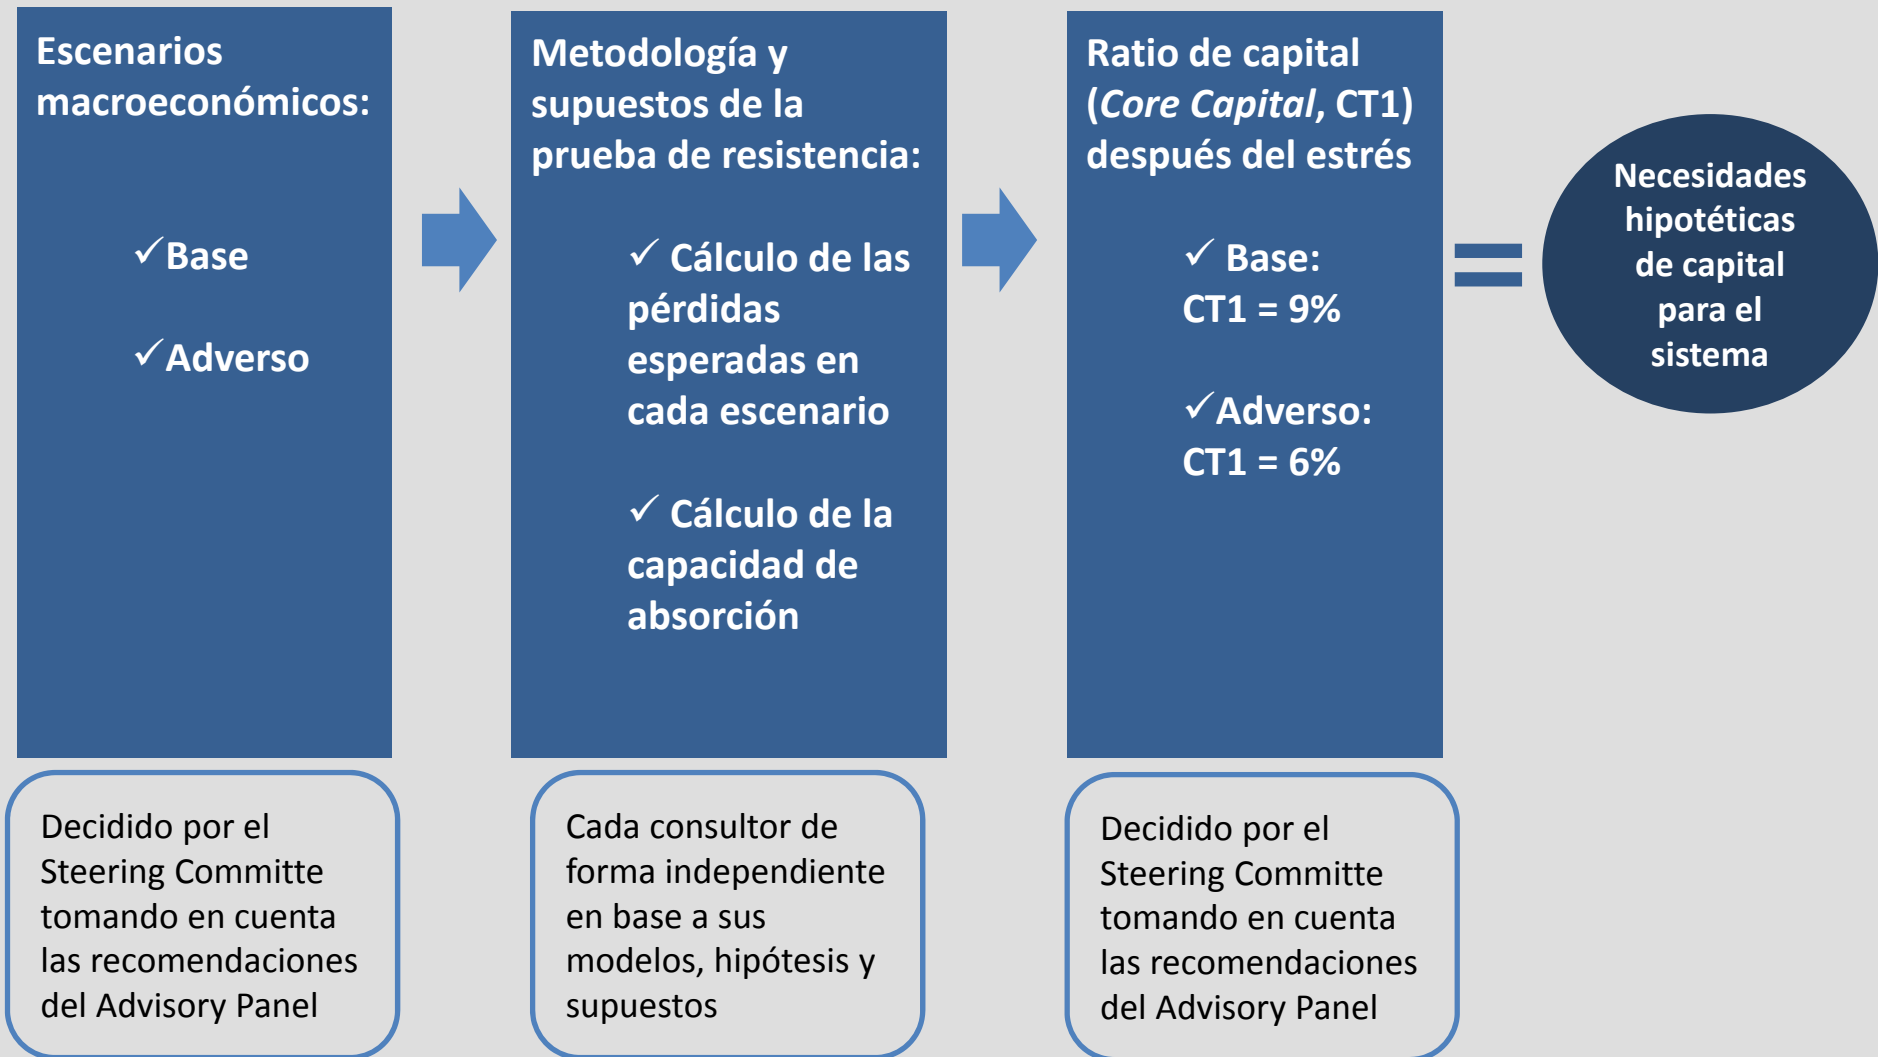 Escenarios
macroeconómicos:
✓Base
✓Adverso
Metodología y
supuestos de la
prueba de resistencia:
✓ Cálculo de las
pérdidas
esperadas en
cada escenario
✓ Cálculo de la
capacidad de
absorción
Ratio de capital
(Core Capital, CT1)
después del estrés
✓ Base:
CT1 = 9%
✓Adverso:
CT1 = 6%
=
Necesidades
hipotéticas
de capital
para el
sistema
Decidido por el
Steering Committe
tomando en cuenta
las recomendaciones
del Advisory Panel
Cada consultor de
forma independiente
en base a sus
modelos, hipótesis y
supuestos
Decidido por el
Steering Committe
tomando en cuenta
las recomendaciones
del Advisory Panel